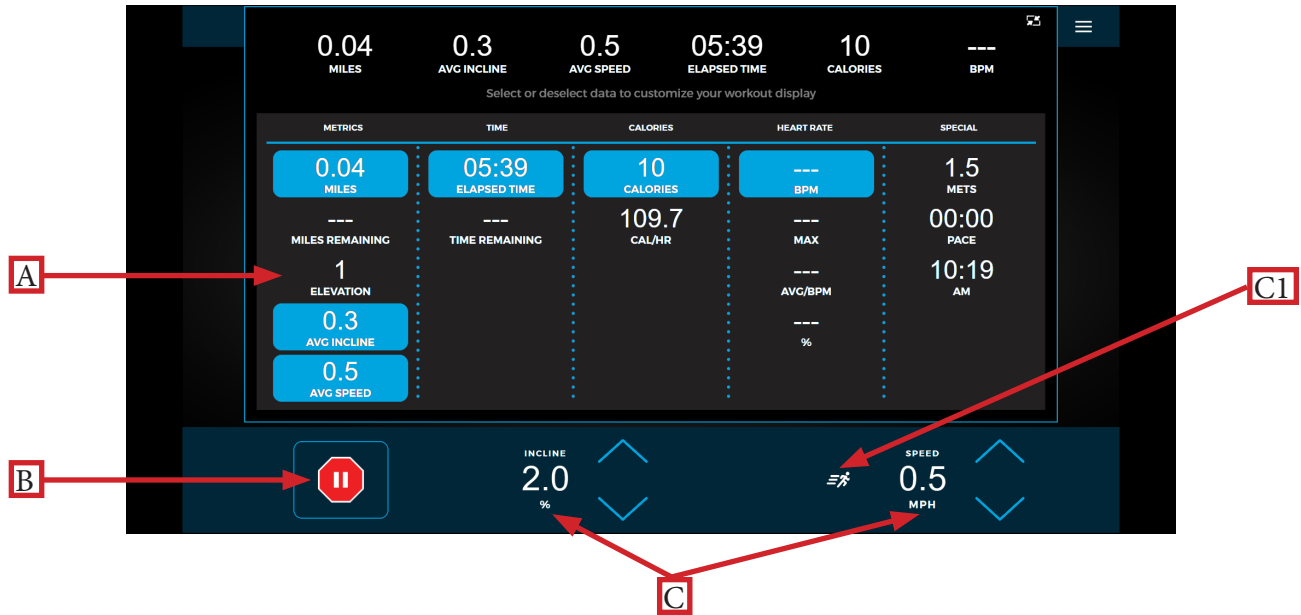 0.04 0.3 0.5 05:39 10 ---
MILES AVG INCLINE AVG SPEED ELAPSED TIME CALORIES BPM
Select or deselect data to customize your workout display
METRICS TIME CALORIES HEART RATE SPECIAL
0.04 05:39 10 --- 1.5
MILES ELAPSED TIME CALORIES BPM METS
--- --- 109.7 --- 00:00
MILES REMAINING TIME REMAINING CAL/HR MAX PACE
A
1 --- 10:19
ELEVATION AVG/BPM AM
C1
0.3 ---
AVG INCLINE %
0.5
AVG SPEED
B
INCLINE SPEED
2.0 0.5
% MPH
C